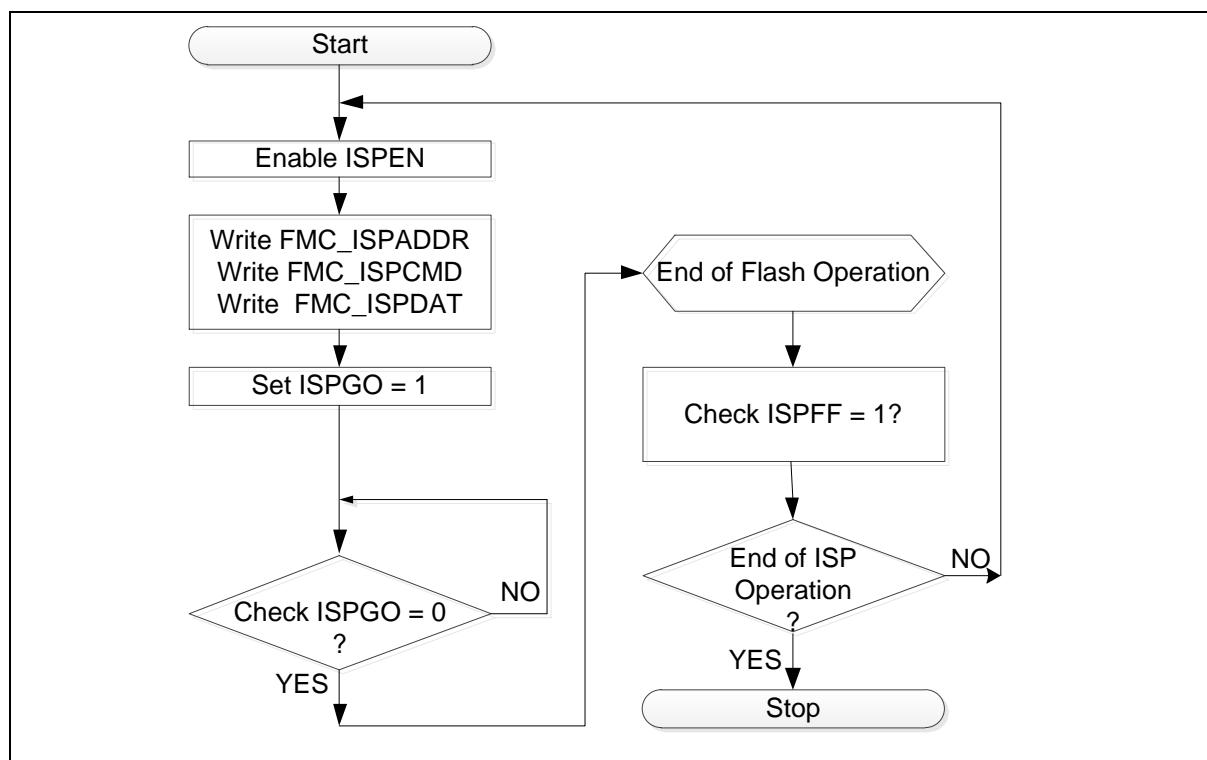 Start
Enable ISPEN
Write FMC_ISPADDR
Write FMC_ISPCMD
Write FMC_ISPDAT
Set ISPGO = 1
Check ISPGO = 0
?
NO
YES
End of Flash Operation
Check ISPFF = 1?
End of ISP
Operation
?
NO
YES
Stop